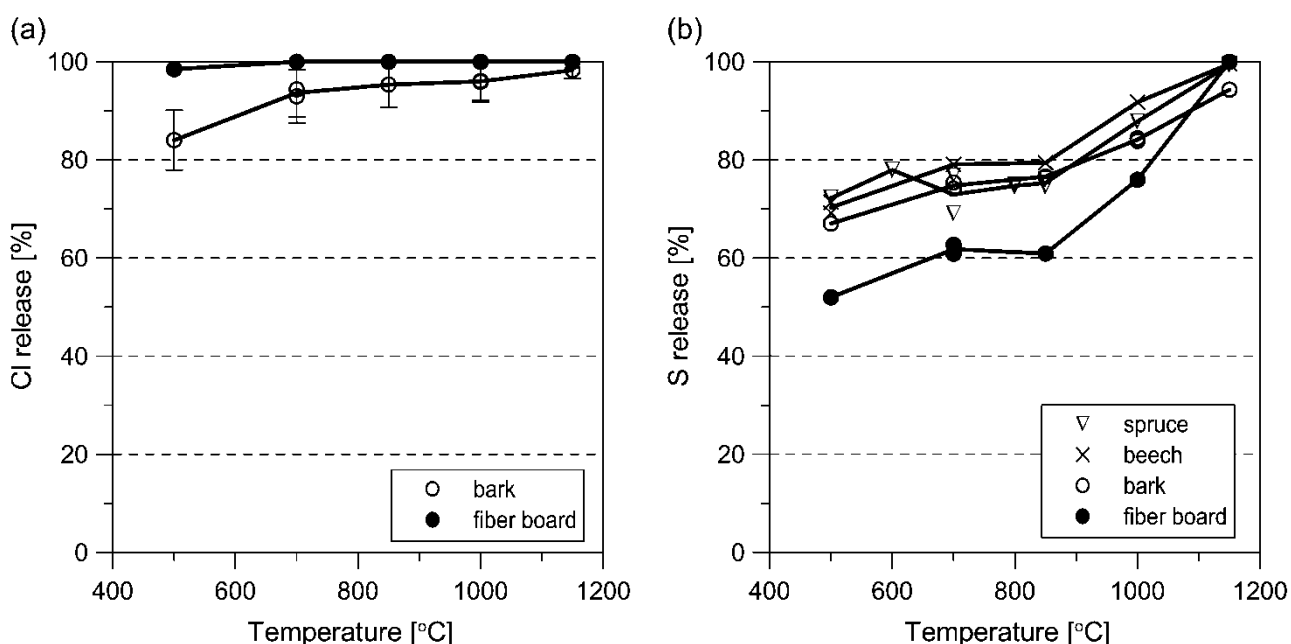 (a)
100
80
60
40
20
0
Cl release [%]
bark
fiber board
400 600 800 1000 1200
Temperature [°C]
(b)
100
80
60
40
20
0
S release [%]
spruce
beech
bark
fiber board
400 600 800 1000 1200
Temperature [°C]